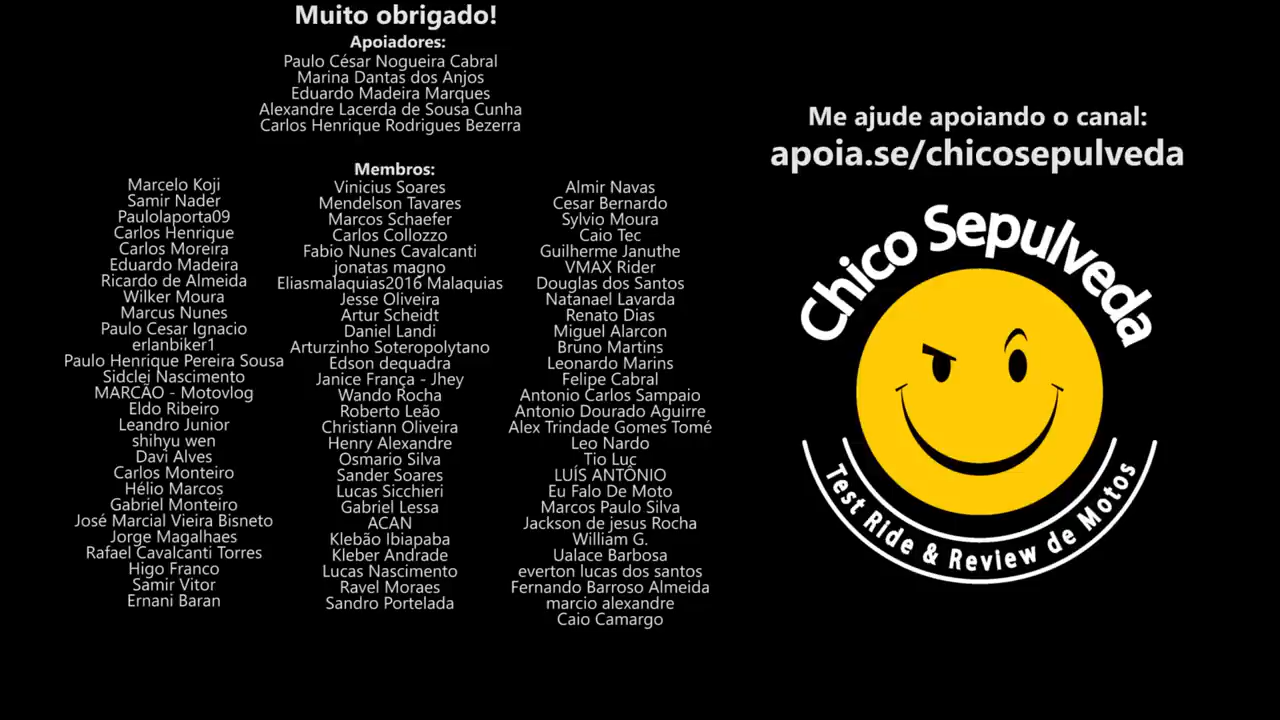 Muito obrigado!
Apoiadores:
Paulo César Nogueira Cabral
Marina Dantas dos Anjos
Eduardo Madeira Marques
Alexandre Lacerda de Sousa Cunha
Carlos Henrique Rodrigues Bezerra
Membros:
Marcelo Koji
Samir Nader
Paulolaporta09
Carlos Henrique
Carlos Moreira
Eduardo Madeira
Ricardo de Almeida
Wilker Moura
Marcus Nunes
Paulo Cesar Ignacio
erlanbiker1
Paulo Henrique Pereira Sousa
Sidclei Nascimento
MARCÃO - Motovlog
Eldo Ribeiro
Leandro Junior
shihyu wen
Davi Alves
Carlos Monteiro
Hélio Marcos
Gabriel Monteiro
José Marcial Vieira Bisneto
Jorge Magalhaes
Rafael Cavalcanti Torres
Higo Franco
Samir Vitor
Ernani Baran
Vinicius Soares
Mendelson Tavares
Marcos Schaefer
Carlos Collozzo
Fabio Nunes Cavalcanti
jonatas magno
Eliasmalaquias2016 Malaquias
Jesse Oliveira
Artur Scheidt
Daniel Landi
Arturzinho Soteropolytano
Edson dequadra
Janice França - Jhey
Wando Rocha
Roberto Leão
Christiann Oliveira
Henry Alexandre
Osmario Silva
Sander Soares
Lucas Sicchieri
Gabriel Lessa
ACAN
Klebão Ibiapaba
Kleber Andrade
Lucas Nascimento
Ravel Moraes
Sandro Portelada
Almir Navas
Cesar Bernardo
Sylvio Moura
Caio Tec
Guilherme Januthe
VMAX Rider
Douglas dos Santos
Natanael Lavarda
Renato Dias
Miguel Alarcon
Bruno Martins
Leonardo Marins
Felipe Cabral
Antonio Carlos Sampaio
Antonio Dourado Aguirre
Alex Trindade Gomes Tomé
Leo Nardo
Tio Luc
LUÍS ANTÔNIO
Eu Falo De Moto
Marcos Paulo Silva
Jackson de jesus Rocha
William G.
Ualace Barbosa
everton lucas dos santos
Fernando Barroso Almeida
marcio alexandre
Caio Camargo
Me ajude apoiando o canal:
apoia.se/chicosepulveda
Chico Sepulveda
Test Ride & Review de Motos